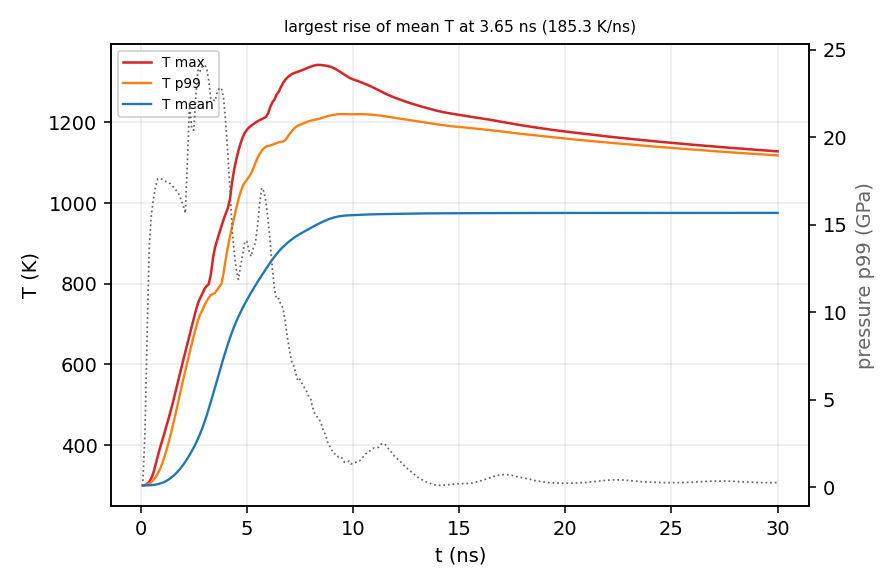 largest rise of mean T at 3.65 ns (185.3 K/ns)
T max
T p99
T mean
1200
1000
800
600
400
T (K)
25
20
15
10
5
0
pressure p99 (GPa)
0 5 10 15 20 25 30
t (ns)